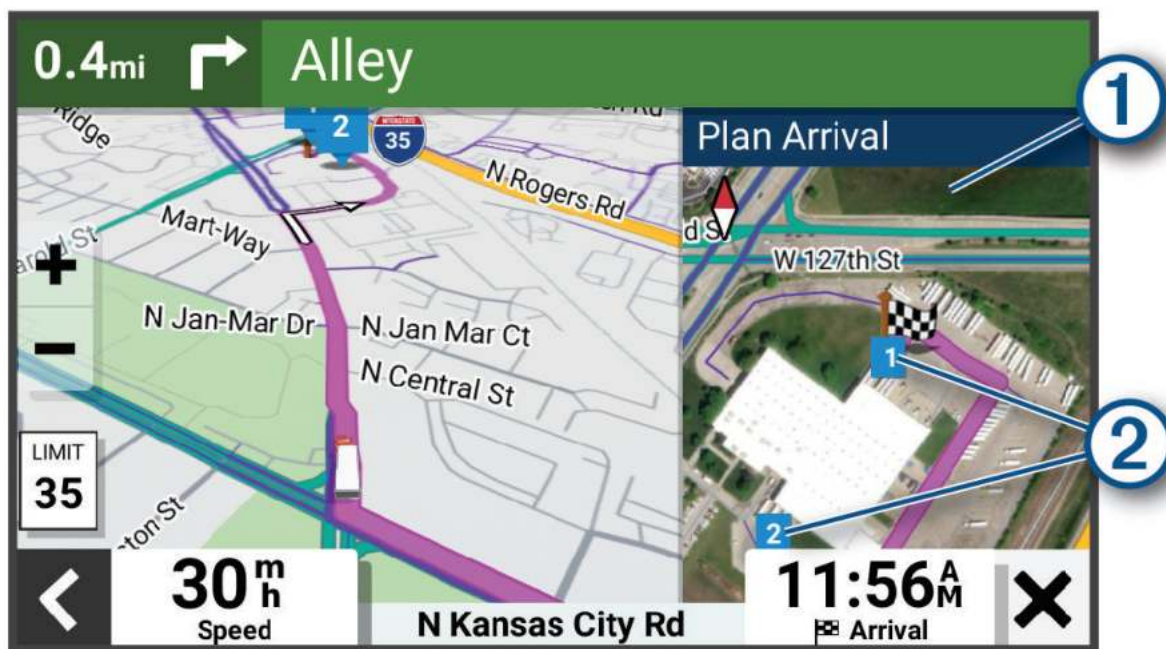 0.4mi
Alley
1
Ridge
Plan Arrival
2
INTERSTATE
35
N Rogers Rd
Mart-Way
W 127th St
N Jan-Mar Dr
N Jan Mar Ct
N Central St
1
2
LIMIT
35
2
30 mh
Speed
11:56 AM
Arrival
N Kansas City Rd